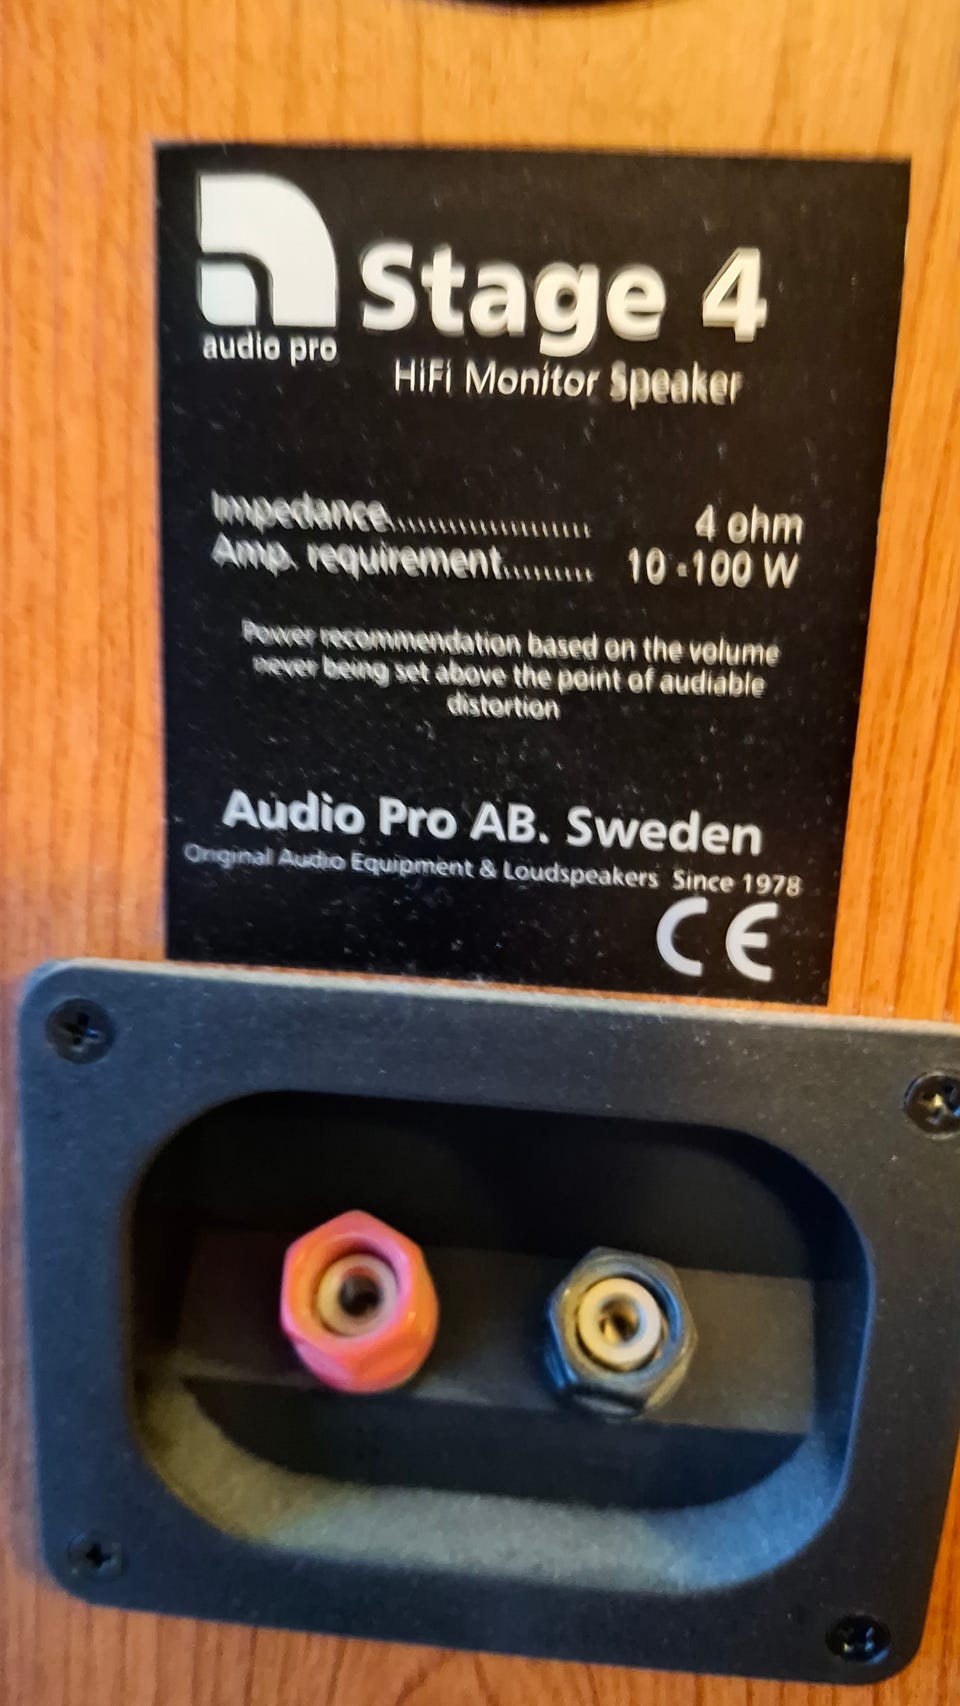 Stage 4
audio pro
HiFi Monitor Speaker
Impedance..................... 4 ohm
Amp. requirement......... 10 -100 W
Power recommendation based on the volume
never being set above the point of audiable
distortion
Audio Pro AB. Sweden
Original Audio Equipment & Loudspeakers Since 1978
CE